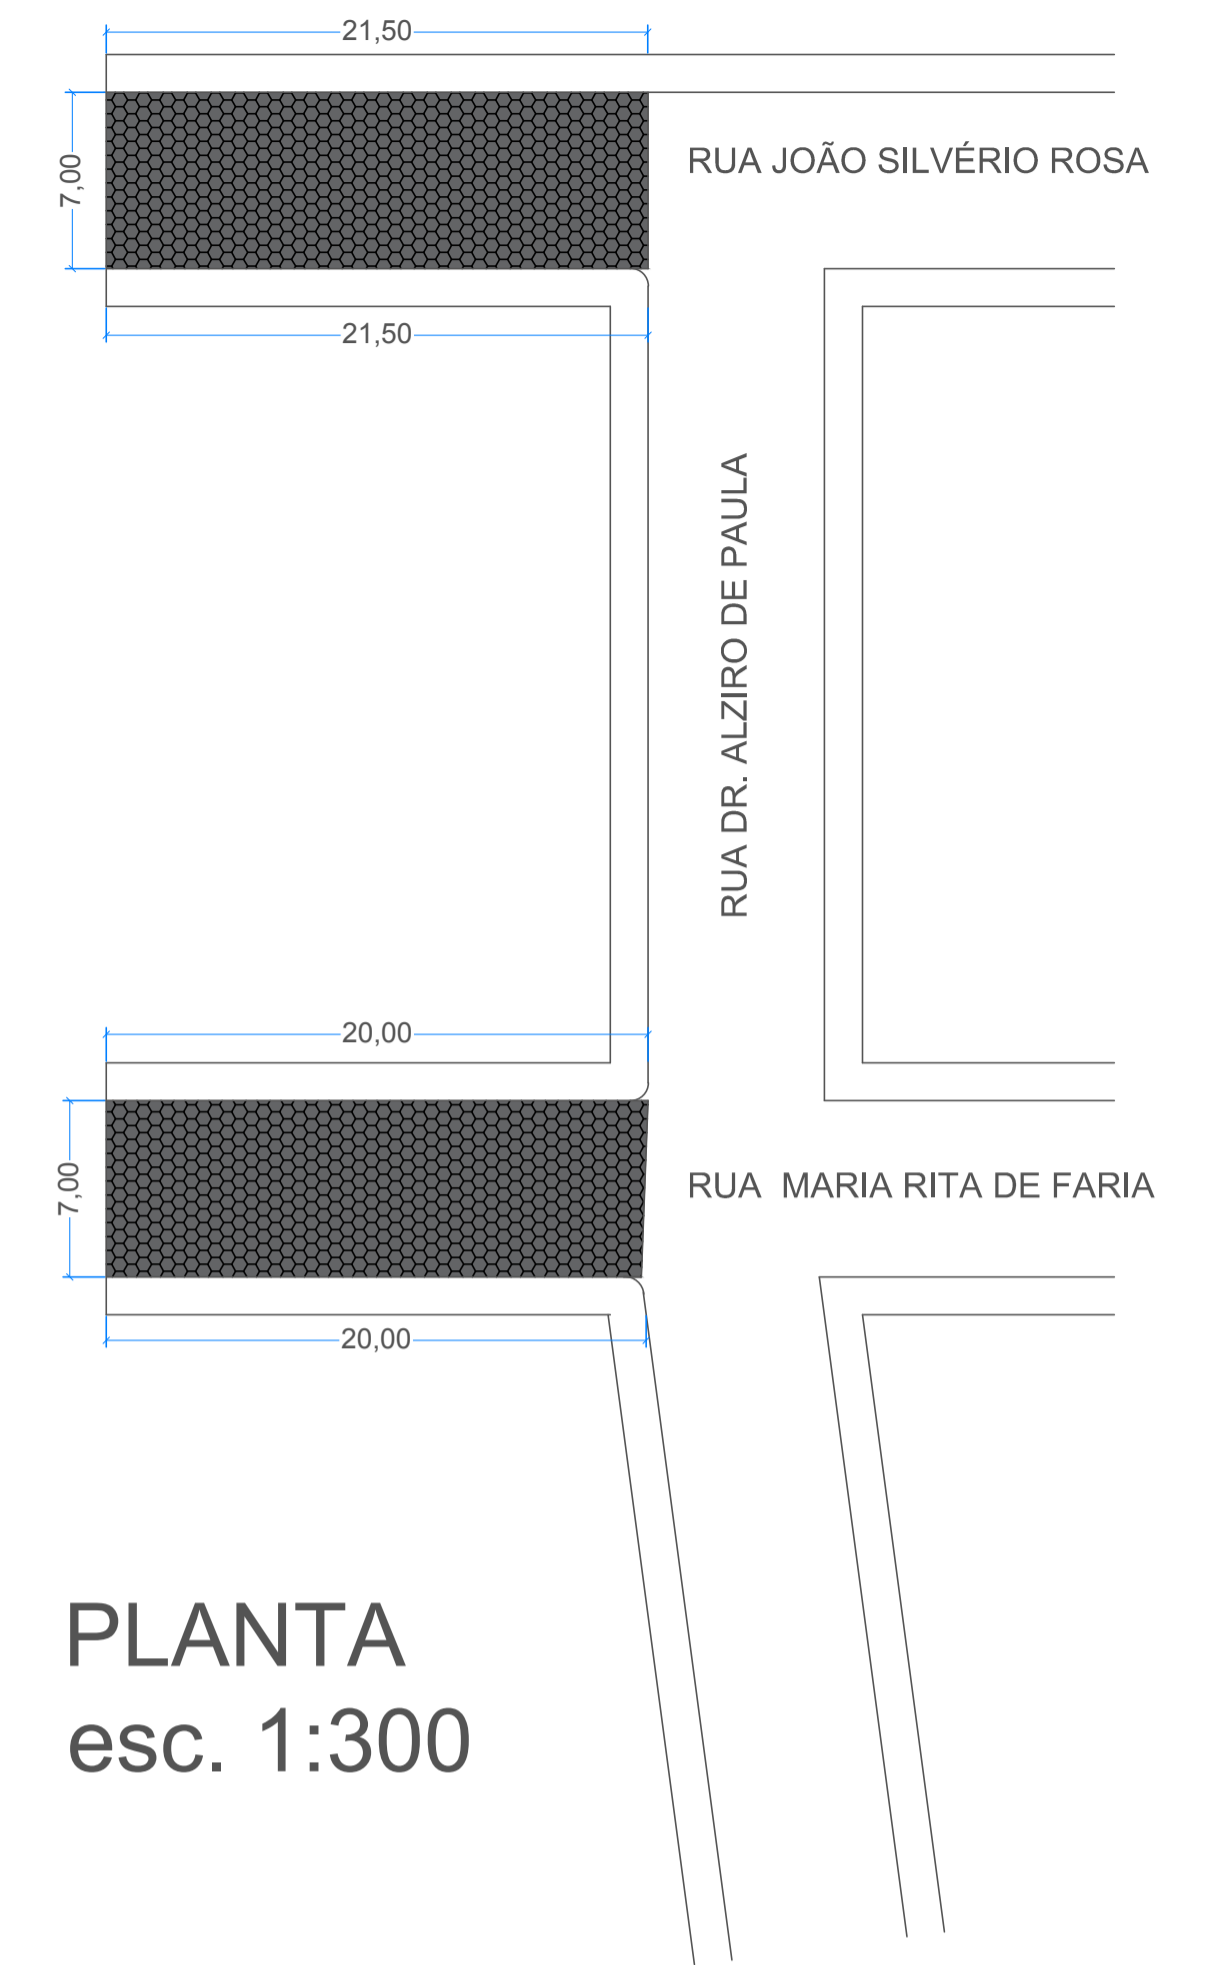 21,50
7,00
RUA JOÃO SILVÉRIO ROSA
21,50
RUA DR. ALZIRO DE PAULA
20,00
7,00
RUA  MARIA RITA DE FARIA
20,00
PLANTA
esc. 1:300